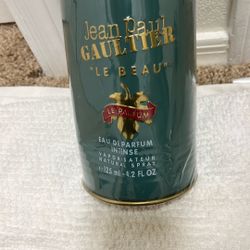 Jean Paul
GAULTIER
"LE BEAU"
LE PARFUM
EAU DE PARFUM
INTENSE
VAPORISATEUR
NATURAL SPRAY
℮ 125 ml - 4.2 FL OZ